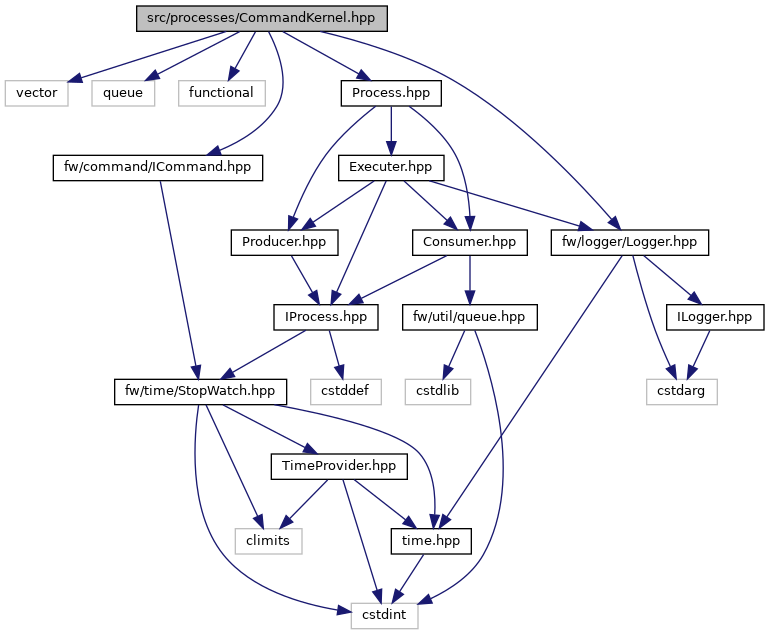 src/processes/CommandKernel.hpp
vector
queue
functional
Process.hpp
fw/command/ICommand.hpp
Executer.hpp
Producer.hpp
Consumer.hpp
fw/logger/Logger.hpp
IProcess.hpp
fw/util/queue.hpp
ILogger.hpp
fw/time/StopWatch.hpp
cstddef
cstdlib
cstdarg
TimeProvider.hpp
climits
time.hpp
cstdint